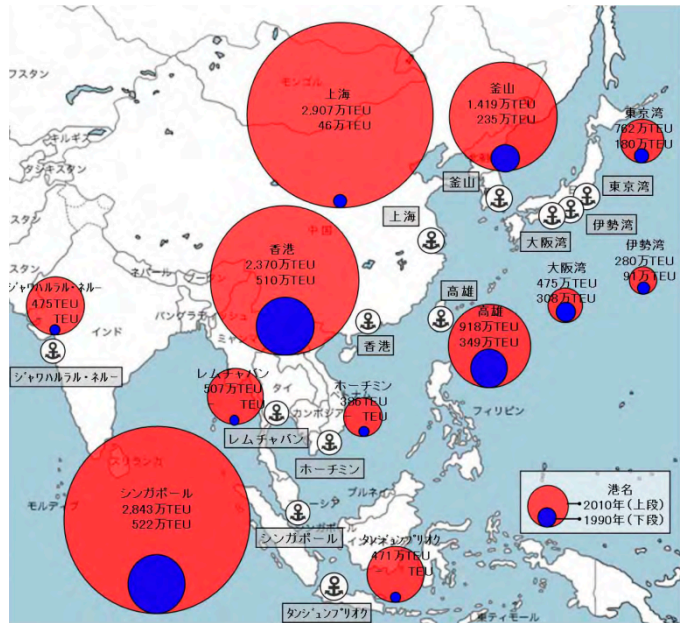 モンゴル
上海
2,907万TEU
46万TEU
釜山
1,419万TEU
235万TEU
東京湾
762万TEU
180万TEU
キルギス
タジキスタン
釜山
東京湾
伊勢湾
大阪湾
上海
中国
香港
2,370万TEU
510万TEU
伊勢湾
280万TEU
91万TEU
大阪湾
475万TEU
308万TEU
ネパール
ブータン
ジャワハルラル・ネルー
475TEU
TEU
インド
バングラディッシュ
高雄
高雄
918万TEU
349万TEU
香港
ジャワハルラル・ネルー
レムチャバン
507万TEU
TEU
タイ
ホーチミン
386TEU
TEU
カンボジア
フィリピン
レムチャバン
ホーチミン
スリランカ
モルディブ
シンガポール
2,843万TEU
522万TEU
ブルネイ
シンガポール
シンガポール
港名
2010年(上段)
1990年(下段)
タンジュンプリオク
471万TEU
TEU
タンジュンプリオク
東ティモール